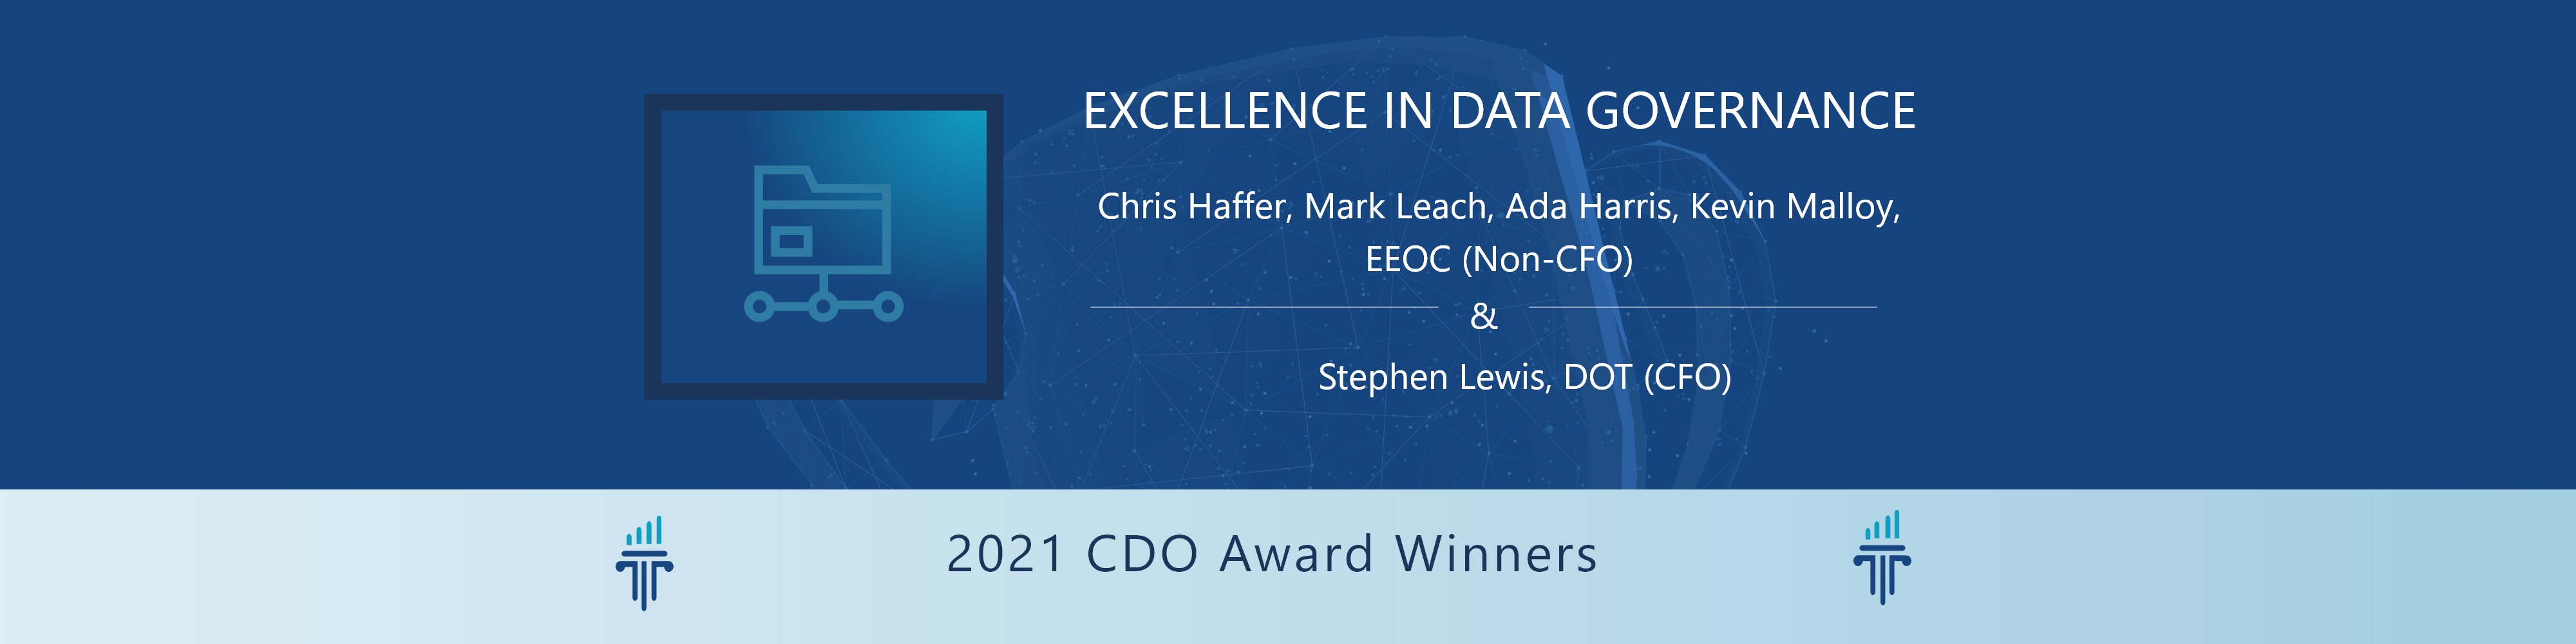 EXCELLENCE IN DATA GOVERNANCE
Chris Haffer, Mark Leach, Ada Harris, Kevin Malloy,
EEOC (Non-CFO)
&
Stephen Lewis, DOT (CFO)
2021 CDO Award Winners